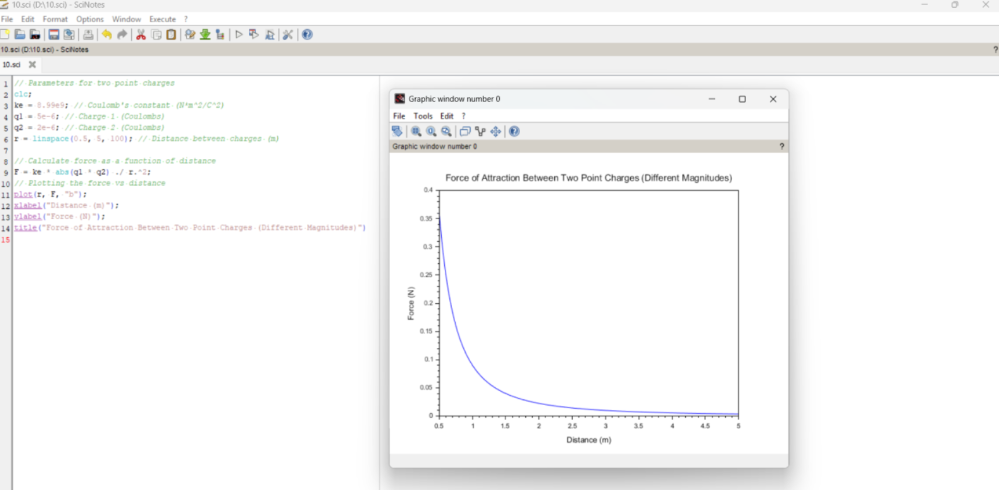 10.sci (D:\10.sci) - SciNotes
File Edit Format Options Window Execute ?
10.sci (D:\10.sci) - SciNotes ?
10.sci
1 // Parameters for two point charges
2 clc;
3 ke = 8.99e9; // Coulomb's constant (N*m^2/C^2)
4 q1 = 5e-6; // Charge 1 (Coulombs)
5 q2 = 2e-6; // Charge 2 (Coulombs)
6 r = linspace(0.5, 5, 100); // Distance between charges (m)
7
8 // Calculate force as a function of distance
9 F = ke * abs(q1 * q2) ./ r.^2;
10 // Plotting the force vs distance
11 plot(r, F, "b");
12 xlabel("Distance (m)");
13 ylabel("Force (N)");
14 title("Force of Attraction Between Two Point Charges (Different Magnitudes)")
15
Graphic window number 0
File Tools Edit ?
Graphic window number 0 ?
Force of Attraction Between Two Point Charges (Different Magnitudes)
0.4
0.35
0.3
0.25
0.2
0.15
0.1
0.05
0
Force (N)
0.5 1 1.5 2 2.5 3 3.5 4 4.5 5
Distance (m)